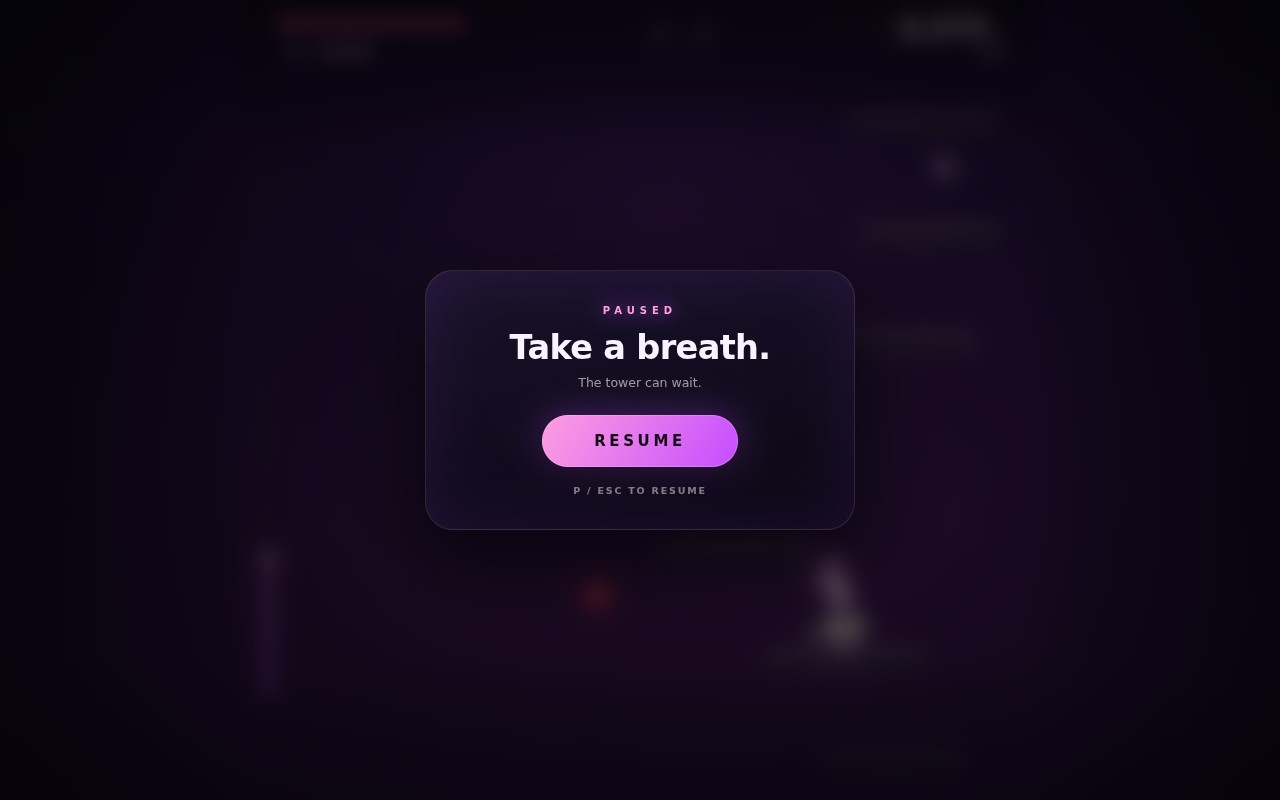 PAUSED
Take a breath.
The tower can wait.
RESUME
P / ESC TO RESUME